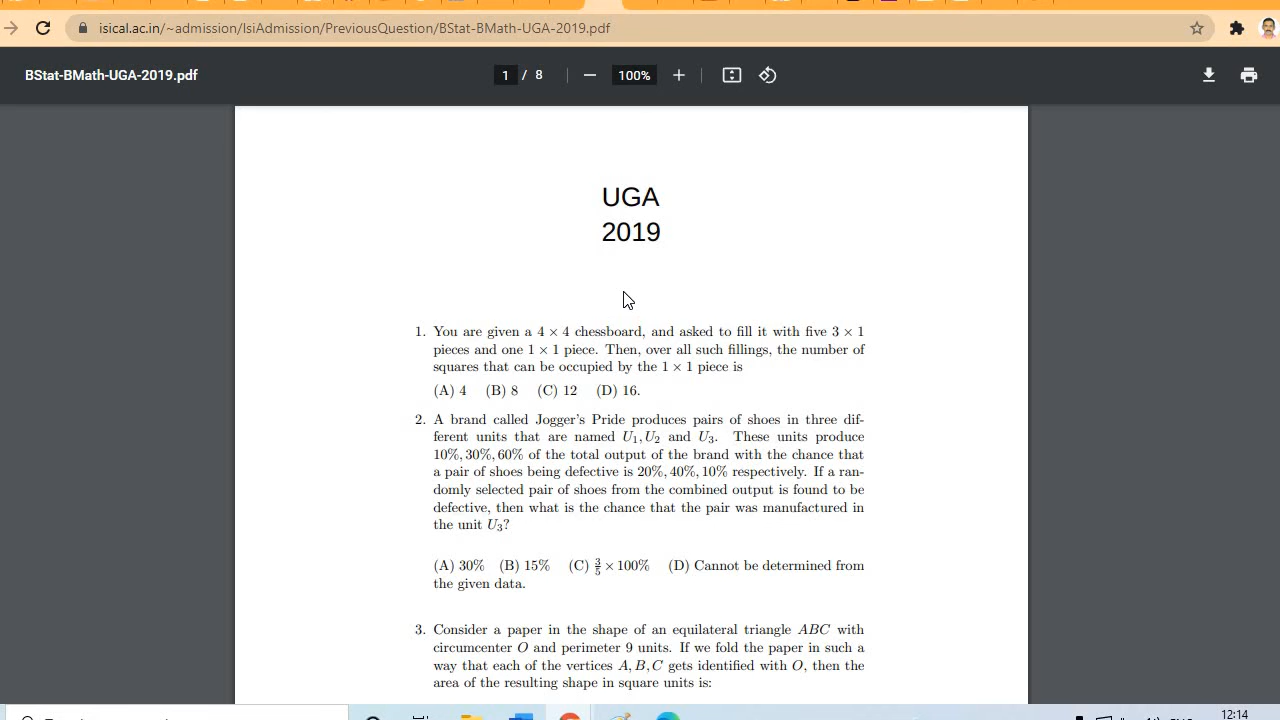 isical.ac.in/~admission/IsiAdmission/PreviousQuestion/BStat-BMath-UGA-2019.pdf
BStat-BMath-UGA-2019.pdf 1 / 8 100%
UGA
2019
1. You are given a 4 × 4 chessboard, and asked to fill it with five 3 × 1
pieces and one 1 × 1 piece. Then, over all such fillings, the number of
squares that can be occupied by the 1 × 1 piece is
(A) 4 (B) 8 (C) 12 (D) 16.
2. A brand called Jogger's Pride produces pairs of shoes in three dif-
ferent units that are named U₁, U₂ and U₃. These units produce
10%, 30%, 60% of the total output of the brand with the chance that
a pair of shoes being defective is 20%, 40%, 10% respectively. If a ran-
domly selected pair of shoes from the combined output is found to be
defective, then what is the chance that the pair was manufactured in
the unit U₃?
(A) 30% (B) 15% (C) 3/5 × 100% (D) Cannot be determined from
the given data.
3. Consider a paper in the shape of an equilateral triangle ABC with
circumcenter O and perimeter 9 units. If we fold the paper in such a
way that each of the vertices A, B, C gets identified with O, then the
area of the resulting shape in square units is:
12:14